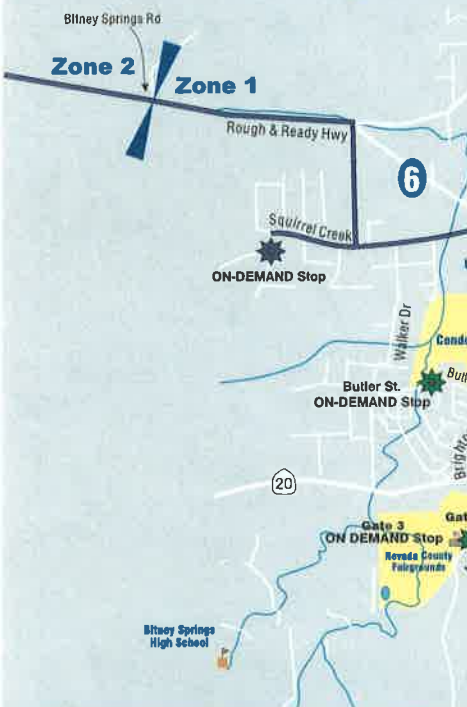 Bitney Springs Rd
Zone 2
Zone 1
Rough & Ready Hwy
6
Squirrel Creek
ON-DEMAND Stop
Walker Dr
Butler St.
ON-DEMAND Stop
20
Gate 3
ON DEMAND Stop
Nevada County
Fairgrounds
Bitney Springs
High School